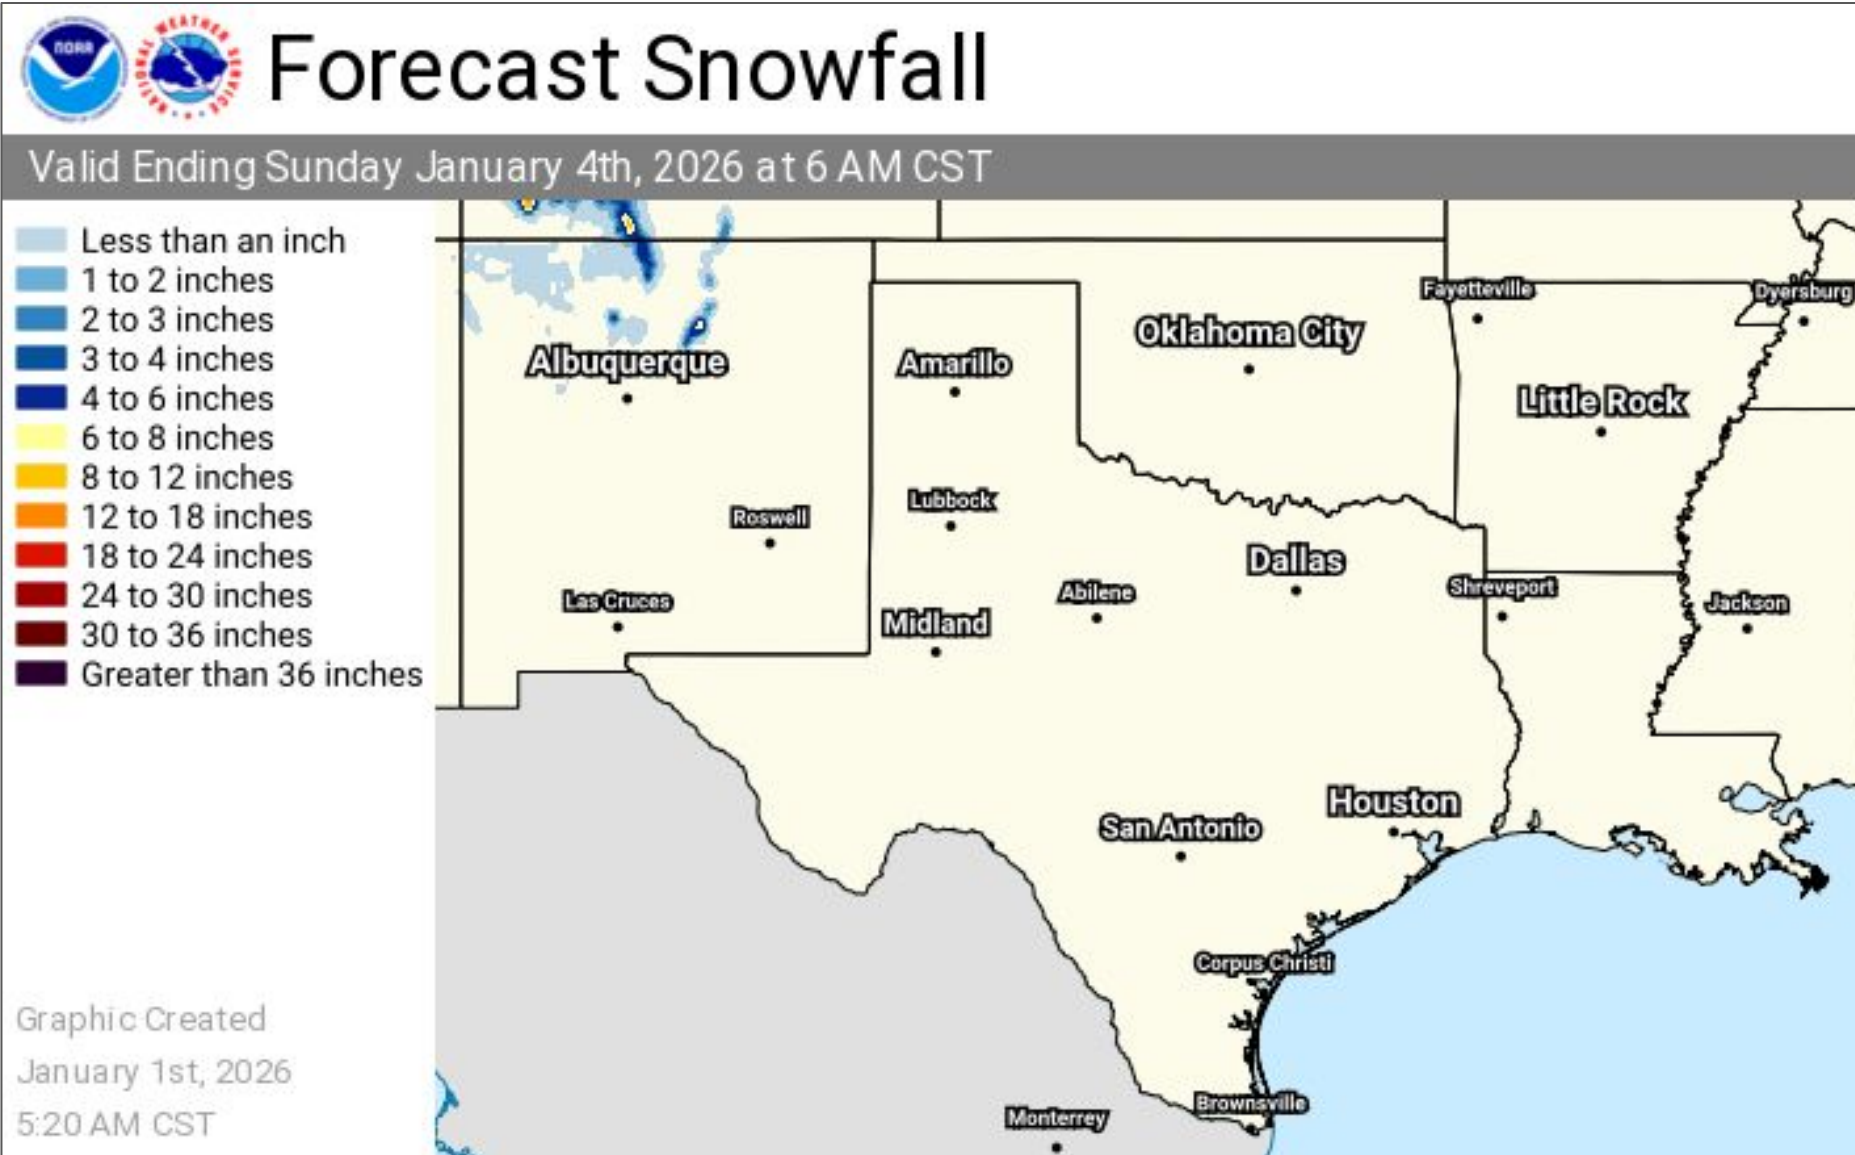 NOAA
NATIONAL WEATHER SERVICE
Forecast Snowfall
Valid Ending Sunday January 4th, 2026 at 6 AM CST
Less than an inch
1 to 2 inches
2 to 3 inches
3 to 4 inches
4 to 6 inches
6 to 8 inches
8 to 12 inches
12 to 18 inches
18 to 24 inches
24 to 30 inches
30 to 36 inches
Greater than 36 inches
Graphic Created
January 1st, 2026
5:20 AM CST
Fayetteville
Dyersburg
Oklahoma City
Albuquerque
Amarillo
Little Rock
Lubbock
Roswell
Dallas
Shreveport
Abilene
Las Cruces
Jackson
Midland
Houston
San Antonio
Corpus Christi
Brownsville
Monterrey